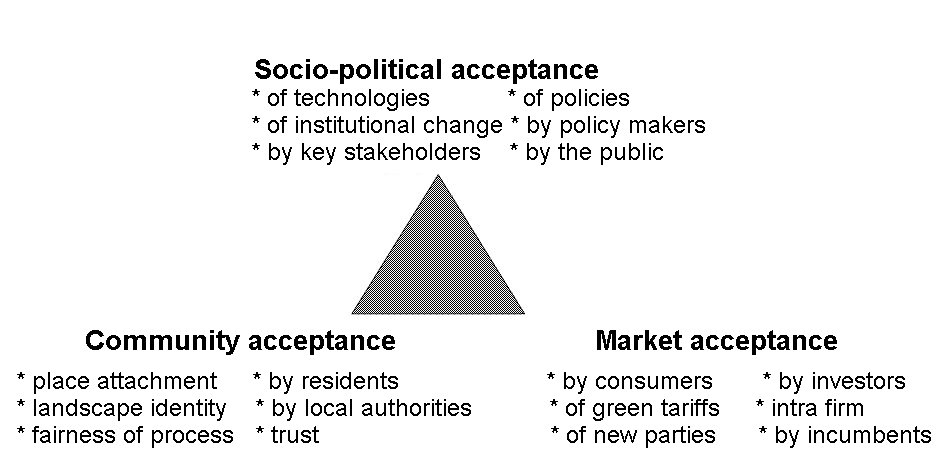 Socio-political acceptance
* of technologies * of policies
* of institutional change * by policy makers
* by key stakeholders * by the public
Community acceptance
* place attachment * by residents
* landscape identity * by local authorities
* fairness of process * trust
Market acceptance
* by consumers * by investors
* of green tariffs * intra firm
* of new parties * by incumbents